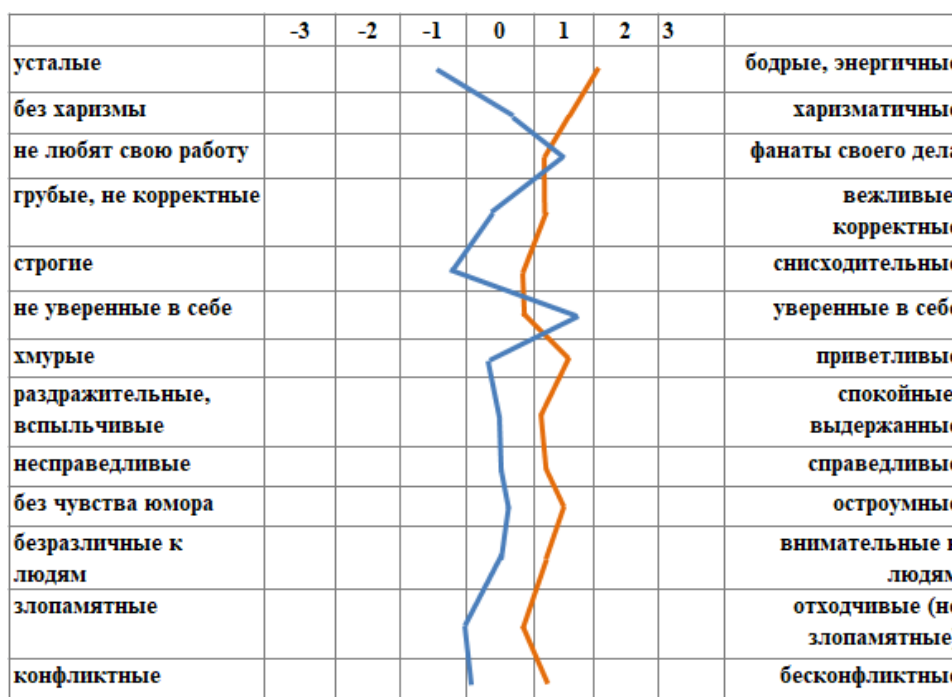 -3 -2 -1 0 1 2 3
усталые бодрые, энергичные
без харизмы харизматичные
не любят свою работу фанаты своего дела
грубые, не корректные вежливые,
корректные
строгие снисходительные
не уверенные в себе уверенные в себе
хмурые приветливые
раздражительные, спокойные,
вспыльчивые выдержанные
несправедливые справедливые
без чувства юмора остроумные
безразличные к внимательные к
людям людям
злопамятные отходчивые (не
злопамятные
конфликтные бесконфликтные